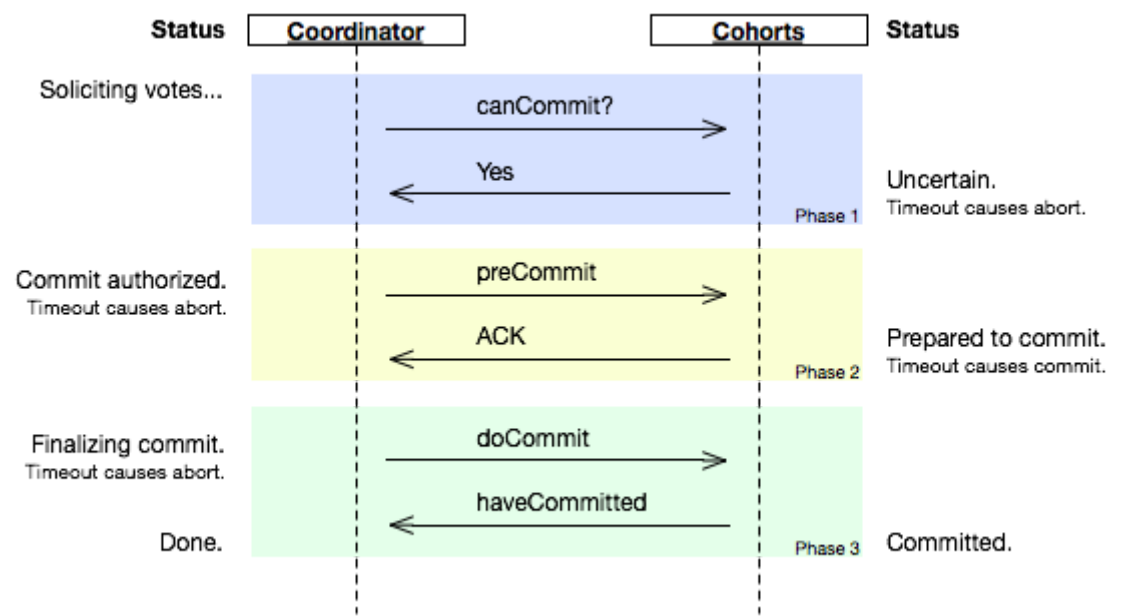 Status Coordinator Cohorts Status
Soliciting votes...
canCommit?
Yes
Uncertain.
Timeout causes abort.
Phase 1
Commit authorized.
Timeout causes abort.
preCommit
ACK
Prepared to commit.
Timeout causes commit.
Phase 2
Finalizing commit.
Timeout causes abort.
doCommit
haveCommitted
Done.
Phase 3
Committed.